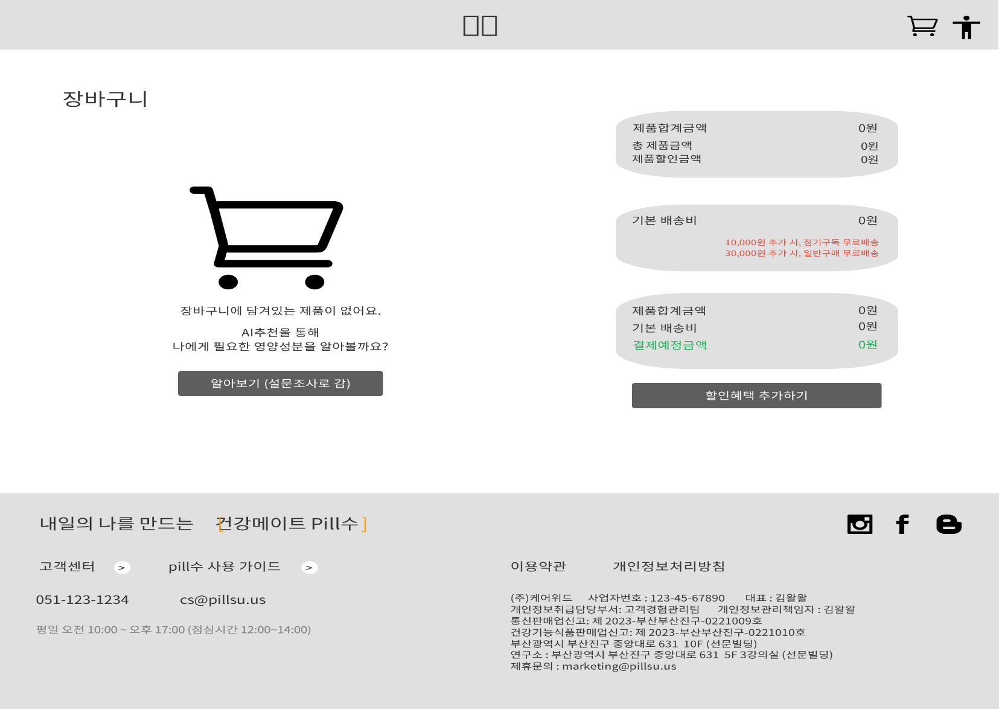 장바구니
제품합계금액 0원
총 제품금액 0원
제품할인금액 0원
기본 배송비 0원
10,000원 추가 시, 정기구독 무료배송
30,000원 추가 시, 일반구매 무료배송
제품합계금액 0원
기본 배송비 0원
결제예정금액 0원
할인혜택 추가하기
장바구니에 담겨있는 제품이 없어요.
AI추천을 통해
나에게 필요한 영양성분을 알아볼까요?
알아보기 (설문조사로 감)
내일의 나를 만드는 [건강메이트 Pill수]
고객센터 > pill수 사용 가이드 >
051-123-1234 cs@pillsu.us
평일 오전 10:00 ~ 오후 17:00 (점심시간 12:00~14:00)
이용약관 개인정보처리방침
(주)케어위드 사업자번호 : 123-45-67890 대표 : 김왈왈
개인정보취급담당부서: 고객경험관리팀 개인정보관리책임자 : 김왈왈
통신판매업신고: 제 2023-부산부산진구-0221009호
건강기능식품판매업신고: 제 2023-부산부산진구-0221010호
부산광역시 부산진구 중앙대로 631 10F (선문빌딩)
연구소 : 부산광역시 부산진구 중앙대로 631 5F 3강의실 (선문빌딩)
제휴문의 : marketing@pillsu.us